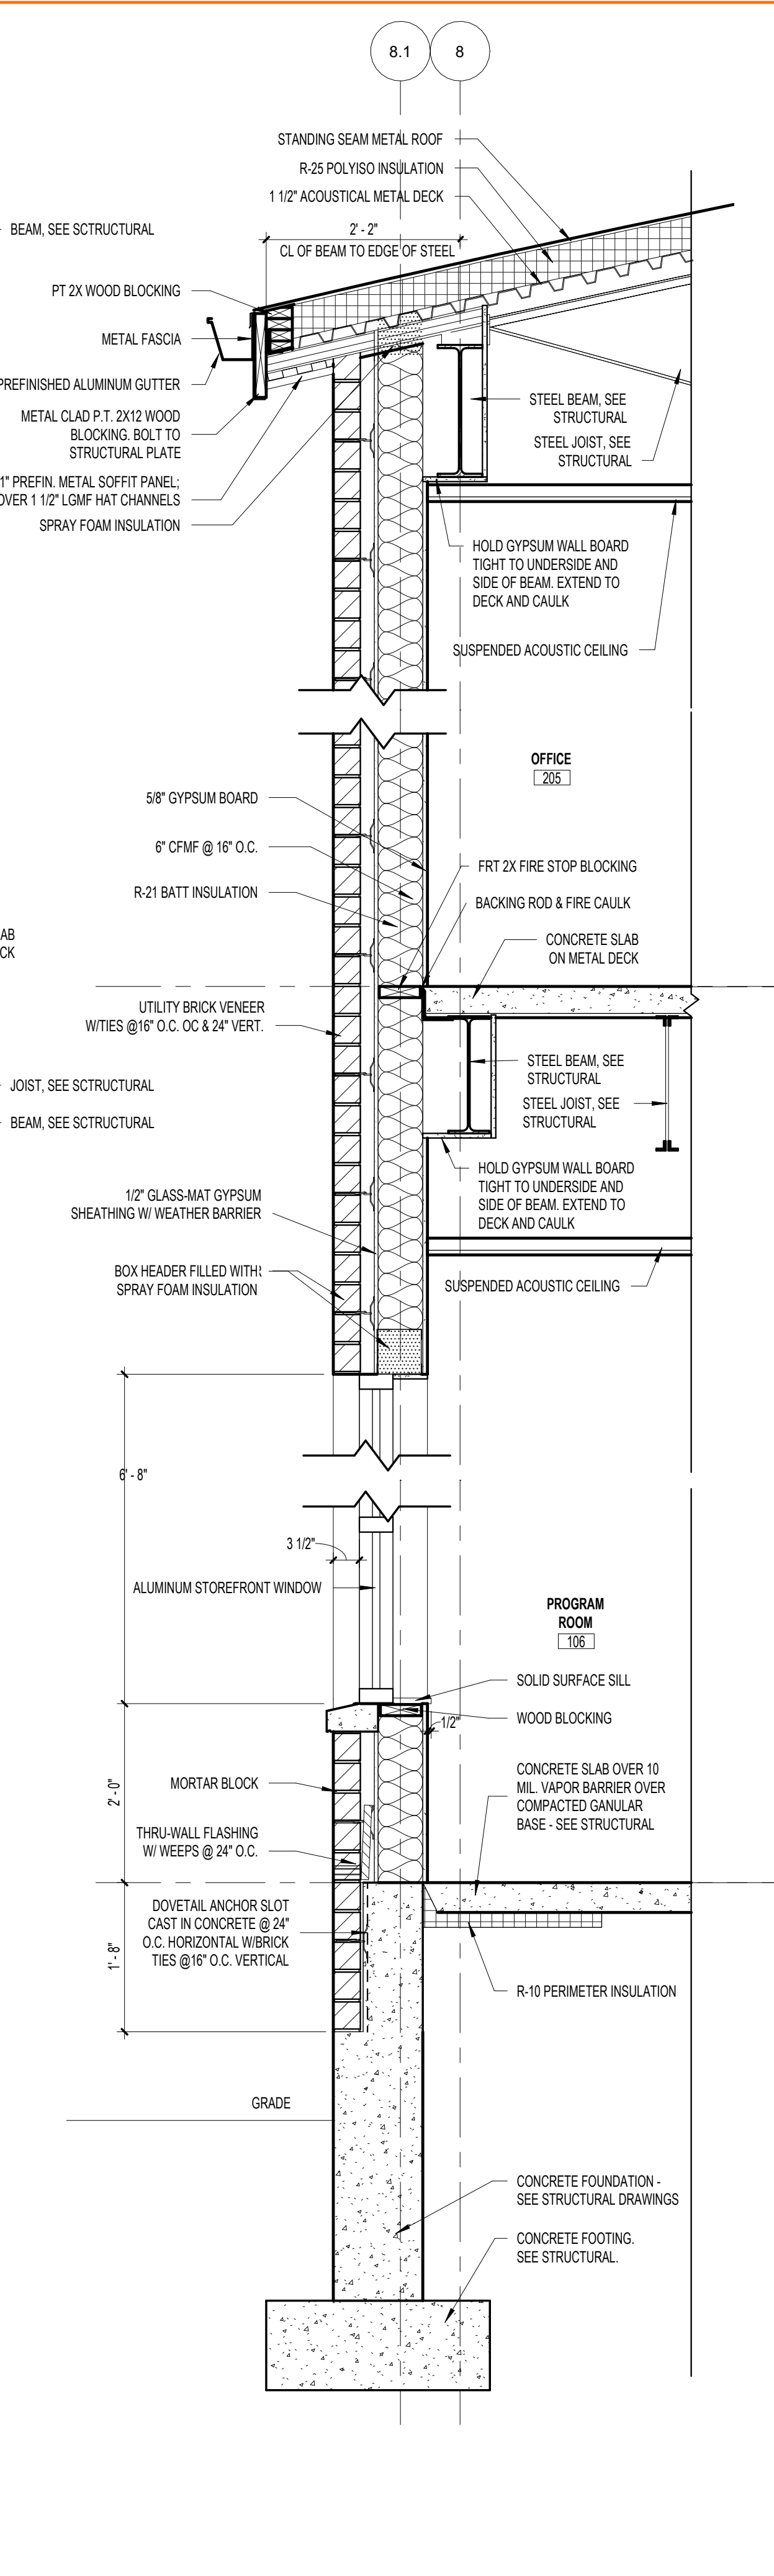 8.1
8
STANDING SEAM METAL ROOF
R-25 POLYISO INSULATION
1 1/2" ACOUSTICAL METAL DECK
BEAM, SEE SCTRUCTURAL
2' - 2"
CL OF BEAM TO EDGE OF STEEL
PT 2X WOOD BLOCKING
METAL FASCIA
PREFINISHED ALUMINUM GUTTER
METAL CLAD P.T. 2X12 WOOD
BLOCKING. BOLT TO
STRUCTURAL PLATE
1" PREFIN. METAL SOFFIT PANEL;
OVER 1 1/2" LGMF HAT CHANNELS
SPRAY FOAM INSULATION
STEEL BEAM, SEE
STRUCTURAL
STEEL JOIST, SEE
STRUCTURAL
HOLD GYPSUM WALL BOARD
TIGHT TO UNDERSIDE AND
SIDE OF BEAM. EXTEND TO
DECK AND CAULK
SUSPENDED ACOUSTIC CEILING
OFFICE
205
5/8" GYPSUM BOARD
6" CFMF @ 16" O.C.
R-21 BATT INSULATION
FRT 2X FIRE STOP BLOCKING
BACKING ROD & FIRE CAULK
CONCRETE SLAB
ON METAL DECK
AB
CK
UTILITY BRICK VENEER
W/TIES @16" O.C. OC & 24" VERT.
JOIST, SEE SCTRUCTURAL
BEAM, SEE SCTRUCTURAL
STEEL BEAM, SEE
STRUCTURAL
STEEL JOIST, SEE
STRUCTURAL
HOLD GYPSUM WALL BOARD
TIGHT TO UNDERSIDE AND
SIDE OF BEAM. EXTEND TO
DECK AND CAULK
1/2" GLASS-MAT GYPSUM
SHEATHING W/ WEATHER BARRIER
BOX HEADER FILLED WITH
SPRAY FOAM INSULATION
SUSPENDED ACOUSTIC CEILING
6' - 8"
3 1/2"
ALUMINUM STOREFRONT WINDOW
PROGRAM
ROOM
106
SOLID SURFACE SILL
WOOD BLOCKING
1/2"
2' - 0"
MORTAR BLOCK
THRU-WALL FLASHING
W/ WEEPS @ 24" O.C.
CONCRETE SLAB OVER 10
MIL. VAPOR BARRIER OVER
COMPACTED GANULAR
BASE - SEE STRUCTURAL
1' - 8"
DOVETAIL ANCHOR SLOT
CAST IN CONCRETE @ 24"
O.C. HORIZONTAL W/BRICK
TIES @16" O.C. VERTICAL
R-10 PERIMETER INSULATION
GRADE
CONCRETE FOUNDATION -
SEE STRUCTURAL DRAWINGS
CONCRETE FOOTING.
SEE STRUCTURAL.